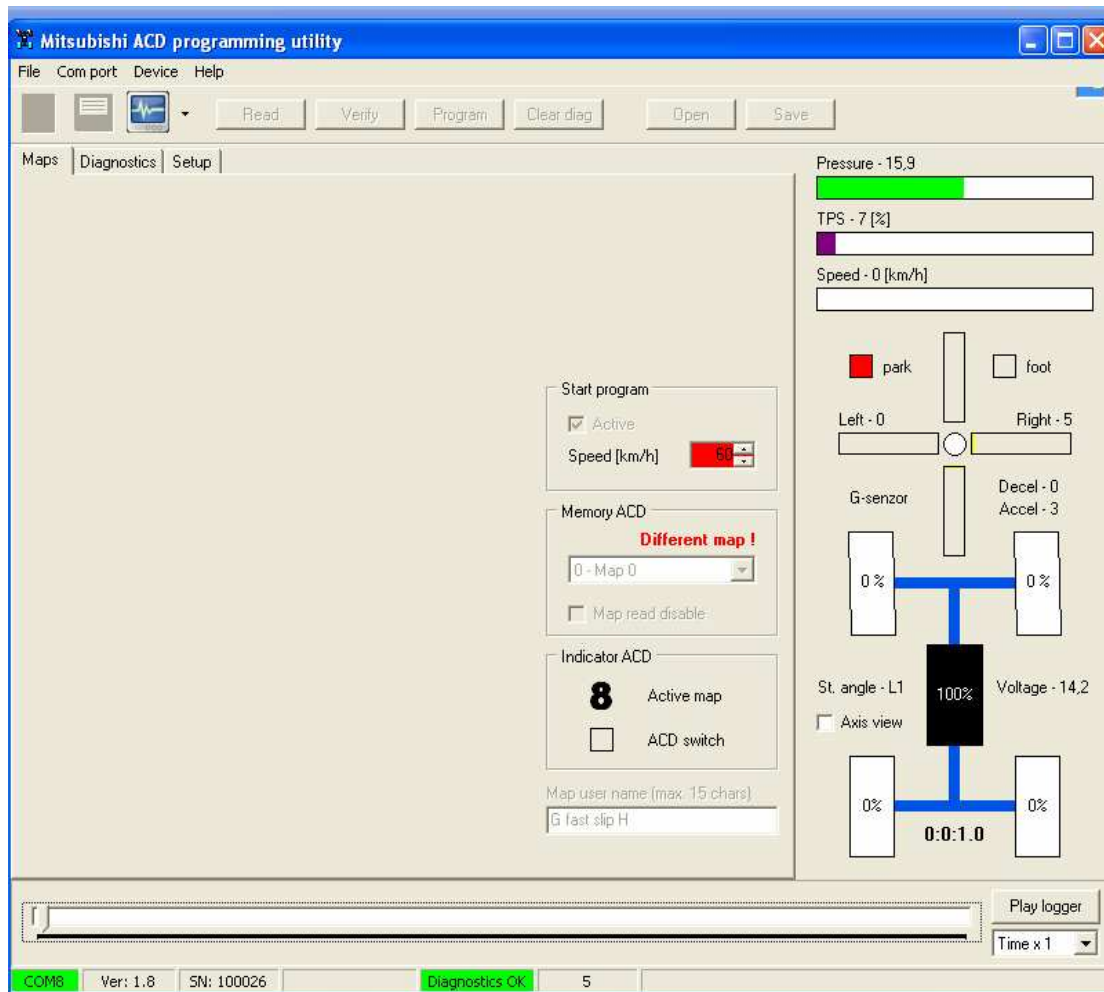 Mitsubishi ACD programming utility
File Com port Device Help
Read Verify Program Clear diag Open Save
Maps Diagnostics Setup
Pressure - 15,9
TPS - 7 [%]
Speed - 0 [km/h]
park foot
Left - 0 Right - 5
G-senzor
Decel - 0
Accel - 3
0 % 0 %
St. angle - L1 100% Voltage - 14,2
Axis view
0% 0%
0:0:1.0
Start program
Active
Speed [km/h] 60
Memory ACD
Different map !
0 - Map 0
Map read disable
Indicator ACD
8 Active map
ACD switch
Map user name (max. 15 chars)
G fast slip H
Play logger
Time x 1
COM8 Ver: 1.8 SN: 100026 Diagnostics OK 5